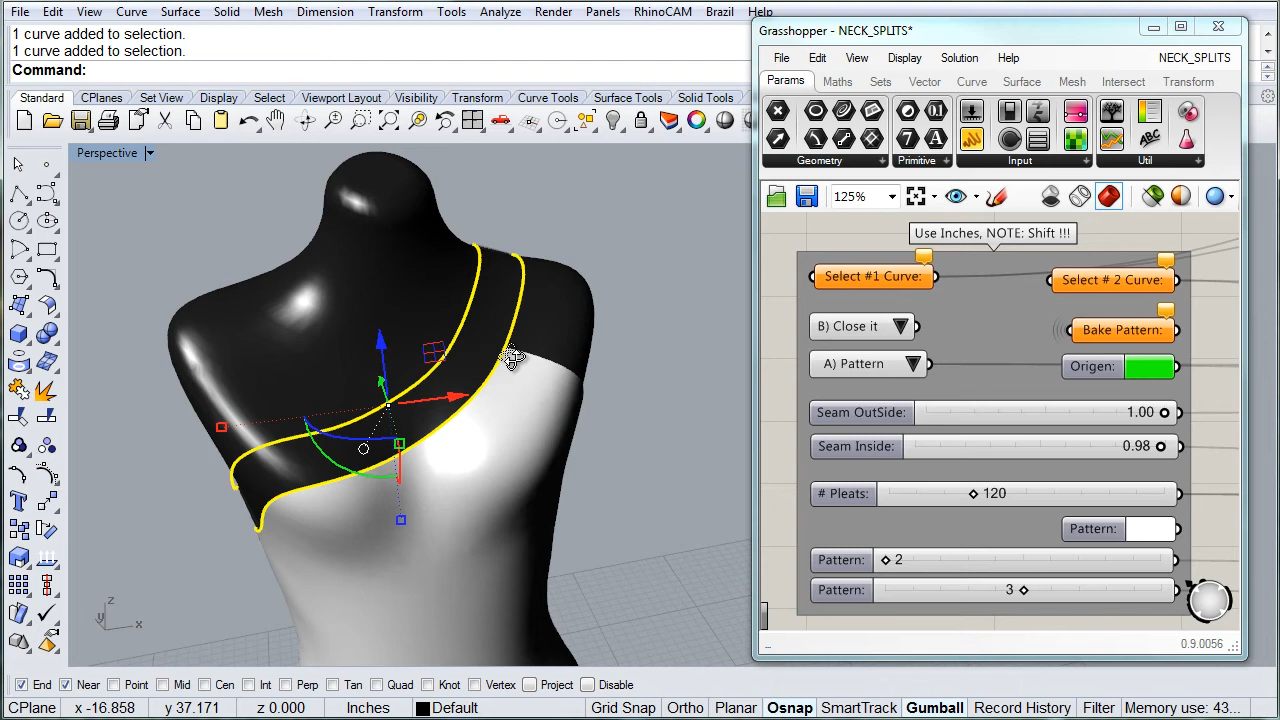 File Edit View Curve Surface Solid Mesh Dimension Transform Tools Analyze Render Panels RhinoCAM Brazil Help
1 curve added to selection.
1 curve added to selection.
Command:
Standard CPlanes Set View Display Select Viewport Layout Visibility Transform Curve Tools Surface Tools Solid Tools
Perspective
z
y
x
End Near Point Mid Cen Int Perp Tan Quad Knot Vertex Project Disable
CPlane x -16.858 y 37.171 z 0.000 Inches Default Grid Snap Ortho Planar Osnap SmartTrack Gumball Record History Filter Memory use: 43...
Grasshopper - NECK_SPLITS*
File Edit View Display Solution Help NECK_SPLITS
Params Maths Sets Vector Curve Surface Mesh Intersect Transform
Geometry Primitive Input Util
125%
Use Inches, NOTE: Shift !!!
Select #1 Curve: Select # 2 Curve:
B) Close it Bake Pattern:
A) Pattern Origen:
Seam OutSide: 1.00
Seam Inside: 0.98
# Pleats: 120
Pattern:
Pattern: 2
Pattern: 3
0.9.0056